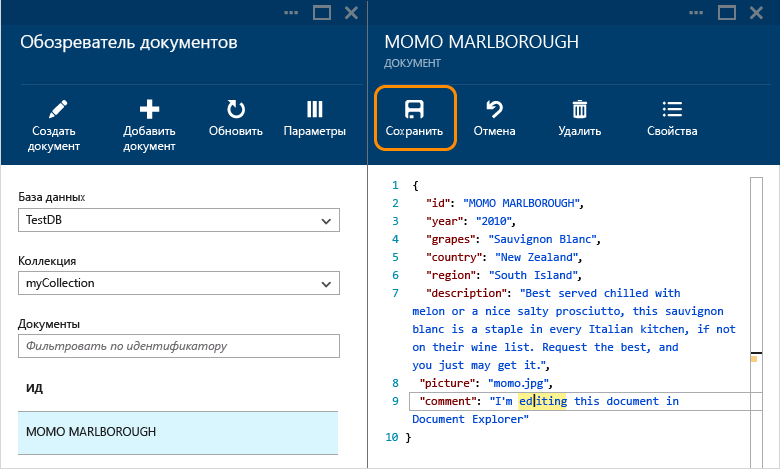 Обозреватель документов
Создать
документ
Добавить
документ
Обновить
Параметры
База данных
TestDB
Коллекция
myCollection
Документы
Фильтровать по идентификатору
ИД
MOMO MARLBOROUGH
MOMO MARLBOROUGH
ДОКУМЕНТ
Сохранить
Отмена
Удалить
Свойства
1 {
2 "id": "MOMO MARLBOROUGH",
3 "year": "2010",
4 "grapes": "Sauvignon Blanc",
5 "country": "New Zealand",
6 "region": "South Island",
7 "description": "Best served chilled with
melon or a nice salty prosciutto, this sauvignon
blanc is a staple in every Italian kitchen, if not
on their wine list. Request the best, and
you just may get it.",
8 "picture": "momo.jpg",
9 "comment": "I'm editing this document in
Document Explorer"
10 }